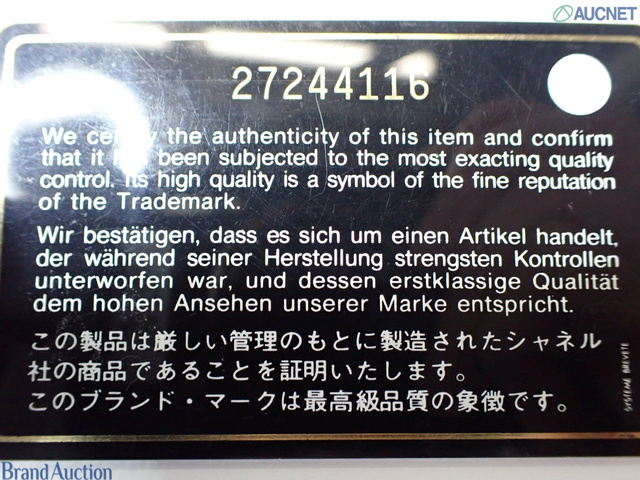 AUCNET
27244116
We certify the authenticity of this item and confirm
that it has been subjected to the most exacting quality
control. Its high quality is a symbol of the fine reputation
of the Trademark.
Wir bestätigen, dass es sich um einen Artikel handelt,
der während seiner Herstellung strengsten Kontrollen
unterworfen war, und dessen erstklassige Qualität
dem hohen Ansehen unserer Marke entspricht.
この製品は厳しい管理のもとに製造されたシャネル
社の商品であることを証明いたします。
このブランド・マークは最高級品質の象徴です。
SYSTEME BREVETE
Brand Auction